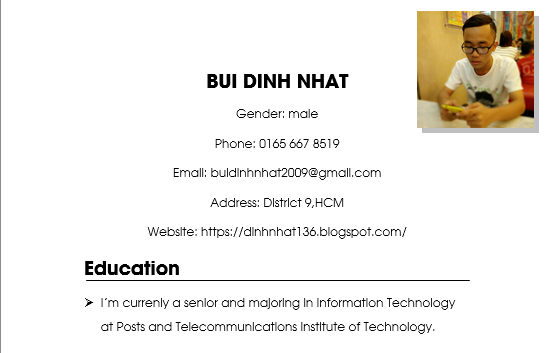 BUI DINH NHAT
Gender: male
Phone: 0165 667 8519
Email: buidinhnhat2009@gmail.com
Address: District 9,HCM
Website: https://dinhnhat136.blogspot.com/
Education
➢ I'm currenly a senior and majoring in Information Technology
at Posts and Telecommunications Institute of Technology.